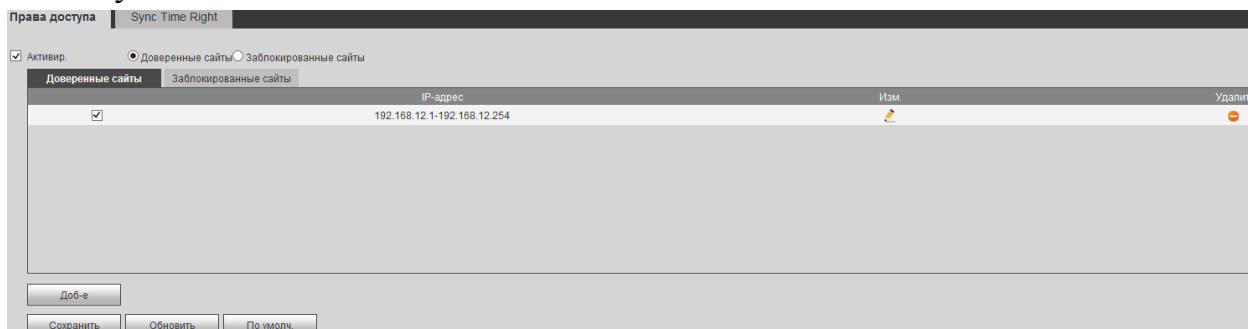 Права доступа Sync Time Right
Активир. Доверенные сайты Заблокированные сайты
Доверенные сайты Заблокированные сайты
IP-адрес Изм. Удалит
192.168.12.1-192.168.12.254
Доб-е
Сохранить Обновить По умолч.